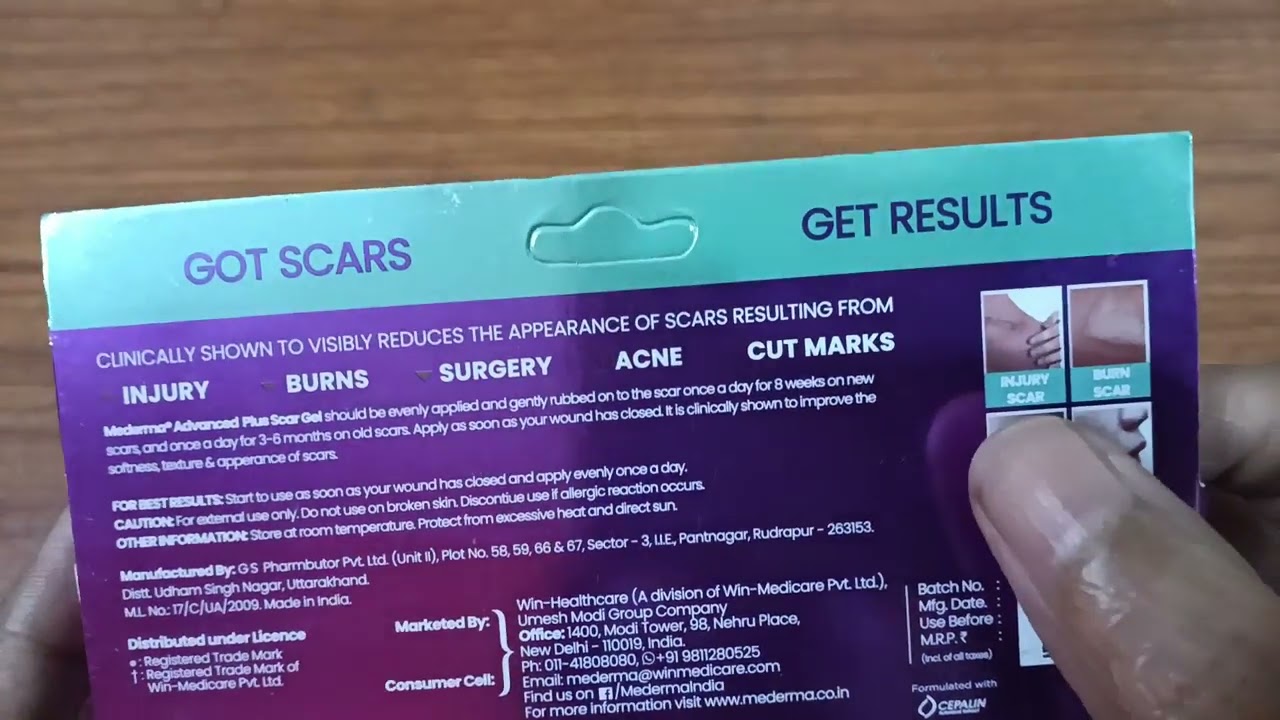 GOT SCARS
GET RESULTS
CLINICALLY SHOWN TO VISIBLY REDUCES THE APPEARANCE OF SCARS RESULTING FROM
INJURY BURNS SURGERY ACNE CUT MARKS
Mederma® Advanced Plus Scar Gel should be evenly applied and gently rubbed on to the scar once a day for 8 weeks on new
scars, and once a day for 3-6 months on old scars. Apply as soon as your wound has closed. It is clinically shown to improve the
softness, texture & apperance of scars.
FOR BEST RESULTS: Start to use as soon as your wound has closed and apply evenly once a day.
CAUTION: For external use only. Do not use on broken skin. Discontiue use if allergic reaction occurs.
OTHER INFORMATION: Store at room temperature. Protect from excessive heat and direct sun.
Manufactured By: G S Pharmbutor Pvt. Ltd. (Unit II), Plot No. 58, 59, 66 & 67, Sector - 3, I.I.E., Pantnagar, Rudrapur - 263153.
Distt. Udham Singh Nagar, Uttarakhand.
M.L. No.: 17/C/UA/2009. Made in India.
Distributed under Licence
● : Registered Trade Mark
† : Registered Trade Mark of
Win-Medicare Pvt. Ltd.
Marketed By:
Consumer Cell:
Win-Healthcare (A division of Win-Medicare Pvt. Ltd.),
Umesh Modi Group Company
Office: 1400, Modi Tower, 98, Nehru Place,
New Delhi - 110019, India.
Ph: 011-41808080, +91 9811280525
Email: mederma@winmedicare.com
Find us on /MedermaIndia
For more information visit www.mederma.co.in
INJURY
SCAR
BURN
SCAR
Batch No. :
Mfg. Date. :
Use Before :
M.R.P. ₹ :
(Incl. of all taxes)
Formulated with
CEPALIN